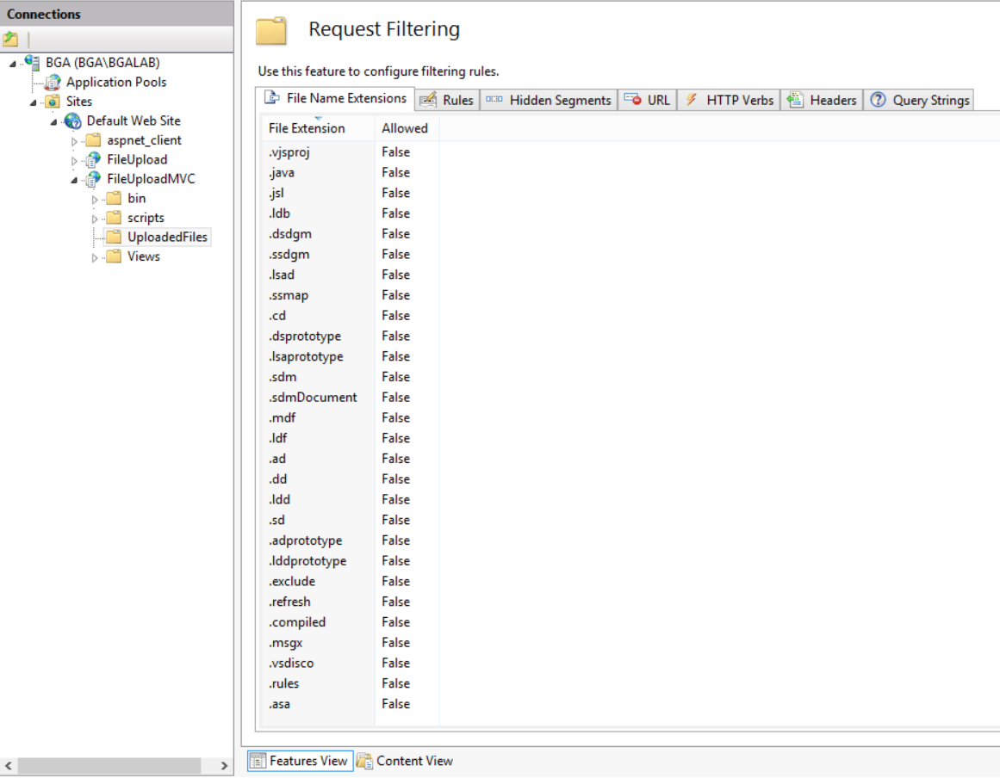 Connections
BGA (BGA\BGALAB)
Application Pools
Sites
Default Web Site
aspnet_client
FileUpload
FileUploadMVC
bin
scripts
UploadedFiles
Views
Request Filtering
Use this feature to configure filtering rules.
File Name Extensions Rules Hidden Segments URL HTTP Verbs Headers Query Strings
File Extension Allowed
.vjsproj False
.java False
.jsl False
.ldb False
.dsdgm False
.ssdgm False
.lsad False
.ssmap False
.cd False
.dsprototype False
.lsaprototype False
.sdm False
.sdmDocument False
.mdf False
.ldf False
.ad False
.dd False
.ldd False
.sd False
.adprototype False
.lddprototype False
.exclude False
.refresh False
.compiled False
.msgx False
.vsdisco False
.rules False
.asa False
Features View Content View